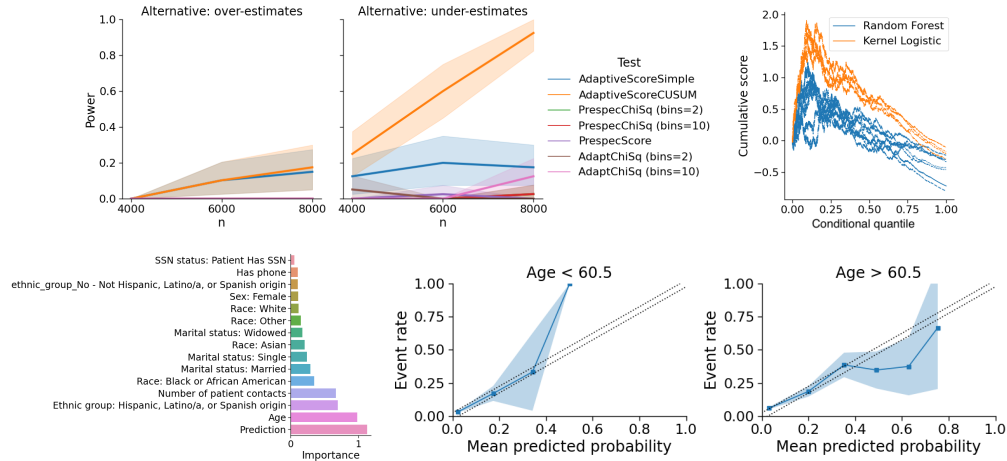 Alternative: over-estimates
Alternative: under-estimates
Power
1.0
0.8
0.6
0.4
0.2
0.0
4000
6000
8000
n
4000
6000
8000
n
Test
AdaptiveScoreSimple
AdaptiveScoreCUSUM
PrespecChiSq (bins=2)
PrespecChiSq (bins=10)
PrespecScore
AdaptChiSq (bins=2)
AdaptChiSq (bins=10)
Cumulative score
2.0
1.5
1.0
0.5
0.0
−0.5
Random Forest
Kernel Logistic
0.00
0.25
0.50
0.75
1.00
Conditional quantile
SSN status: Patient Has SSN
Has phone
ethnic_group_No - Not Hispanic, Latino/a, or Spanish origin
Sex: Female
Race: White
Race: Other
Marital status: Widowed
Race: Asian
Marital status: Single
Marital status: Married
Race: Black or African American
Number of patient contacts
Ethnic group: Hispanic, Latino/a, or Spanish origin
Age
Prediction
0
1
Importance
Age < 60.5
Event rate
1.00
0.75
0.50
0.25
0.00
0.0
0.2
0.4
0.6
0.8
1.0
Mean predicted probability
Age > 60.5
Event rate
1.00
0.75
0.50
0.25
0.00
0.0
0.2
0.4
0.6
0.8
1.0
Mean predicted probability